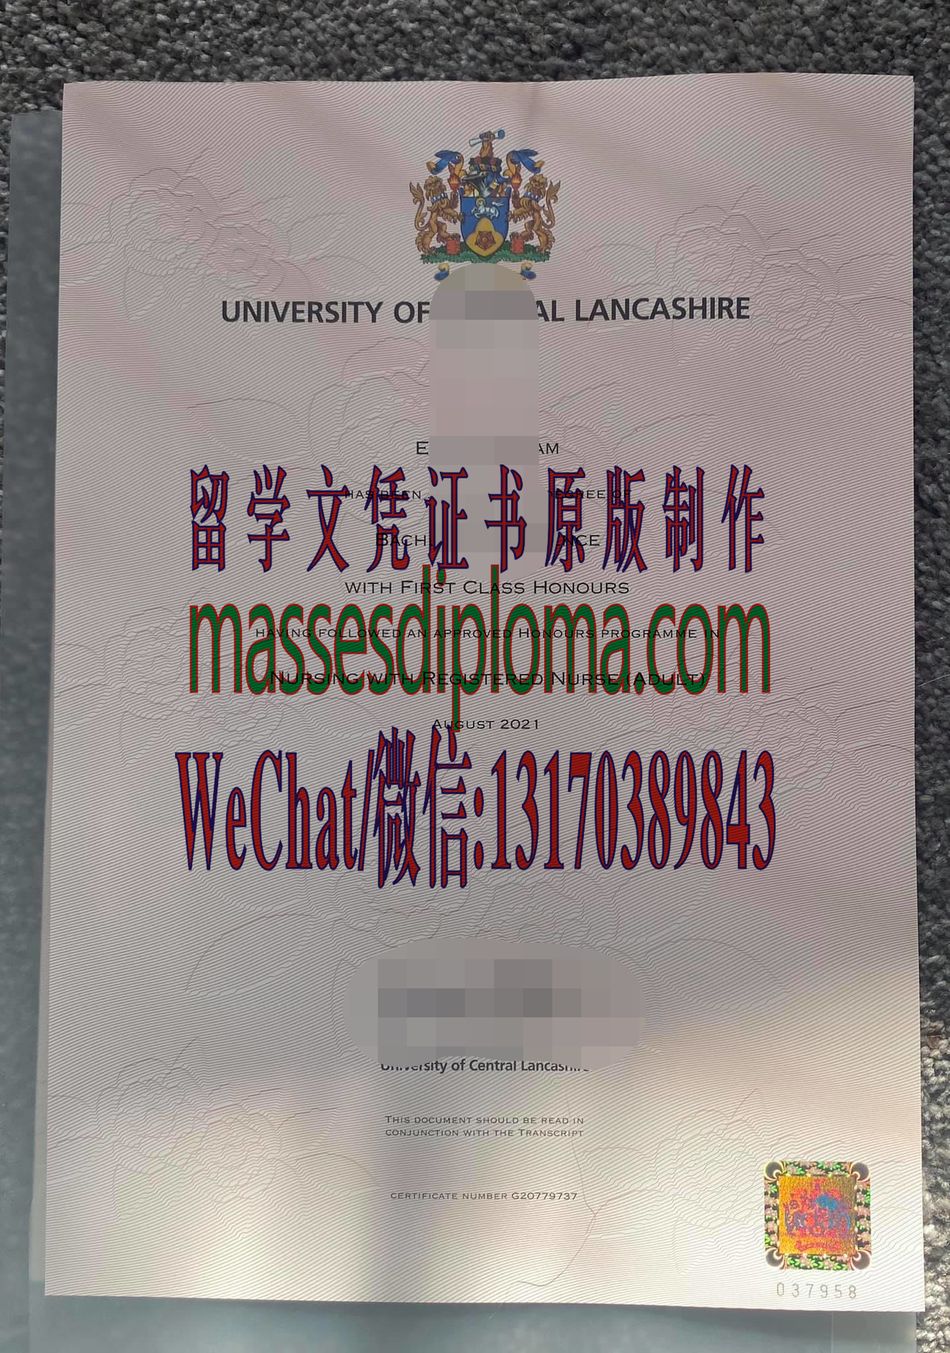 UNIVERSITY OF AL LANCASHIRE
留学文凭证书原版制作
WITH FIRST CLASS HONOURS
massesdiploma.com
HAVING FOLLOWED AN APPROVED HONOURS PROGRAMME IN
NURSING WITH REGISTERED NURSE (ADULT)
AUGUST 2021
WeChat/微信:13170389843
University of Central Lancashire
THIS DOCUMENT SHOULD BE READ IN
CONJUNCTION WITH THE TRANSCRIPT
CERTIFICATE NUMBER G20779737
037958